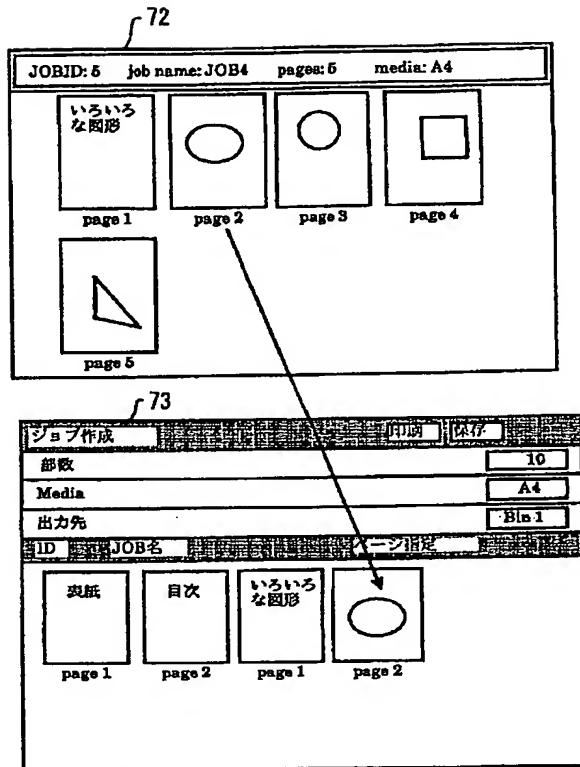 72
JOBID: 5 job name: JOB4 pages: 5 media: A4
いろいろ
な図形
page 1 page 2 page 3 page 4
page 5
73
ジョブ作成 印刷 保存
部数 10
Media A4
出力先 Bin 1
ID JOB名 ページ指定
表紙 目次 いろいろ
な図形
page 1 page 2 page 1 page 2